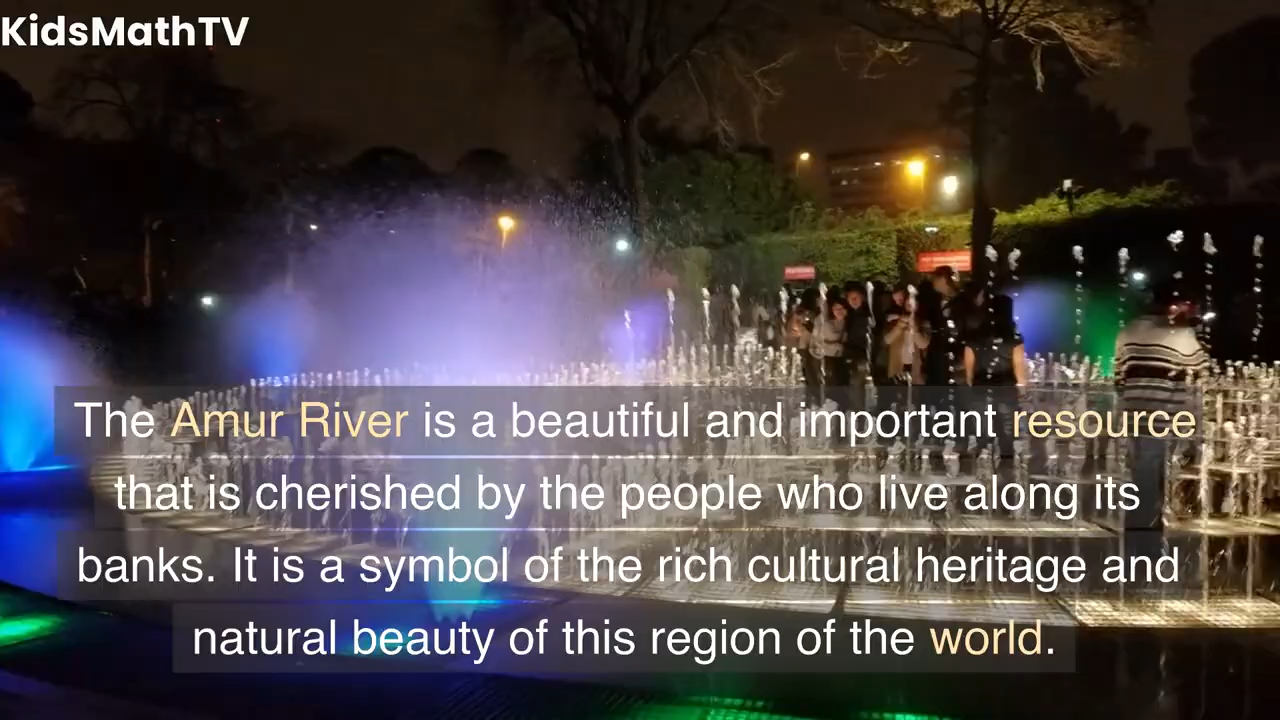 KidsMathTV
The Amur River is a beautiful and important resource
that is cherished by the people who live along its
banks. It is a symbol of the rich cultural heritage and
natural beauty of this region of the world.